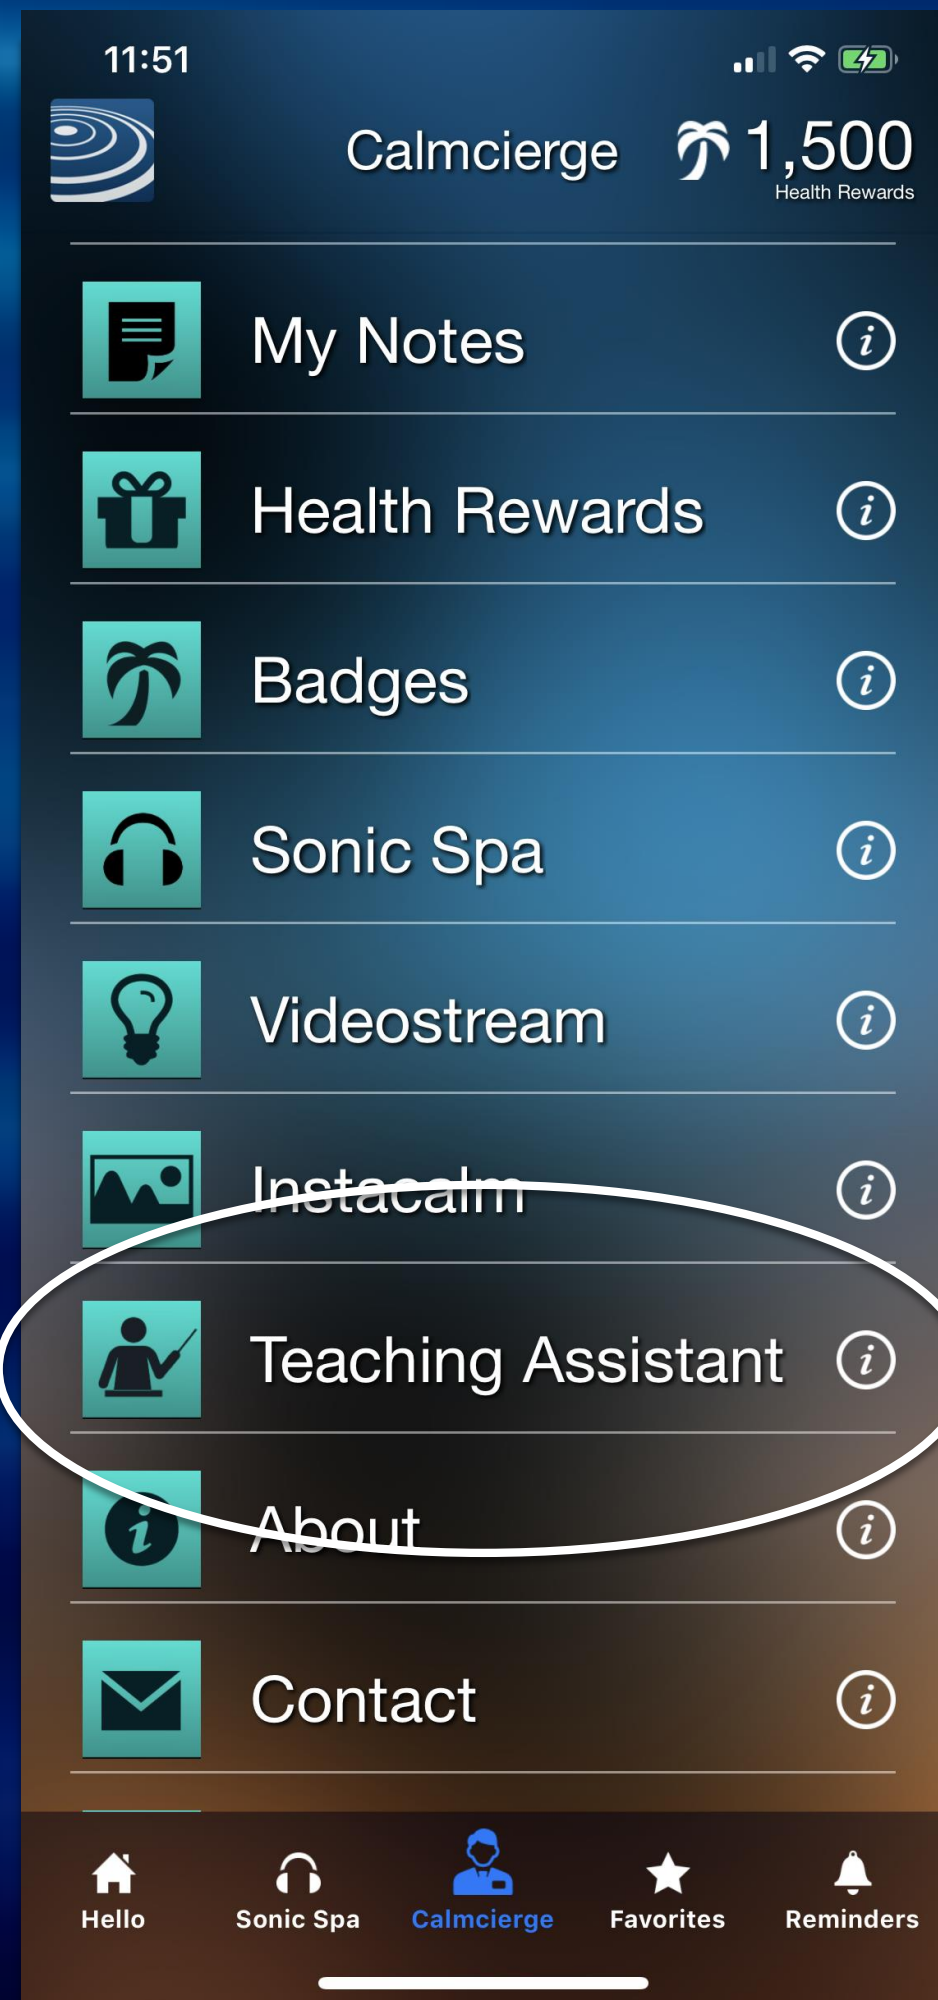 11:51
Calmcierge
1,500
Health Rewards
My Notes
Health Rewards
Badges
Sonic Spa
Videostream
Instacalm
Teaching Assistant
About
Contact
Hello
Sonic Spa
Calmcierge
Favorites
Reminders